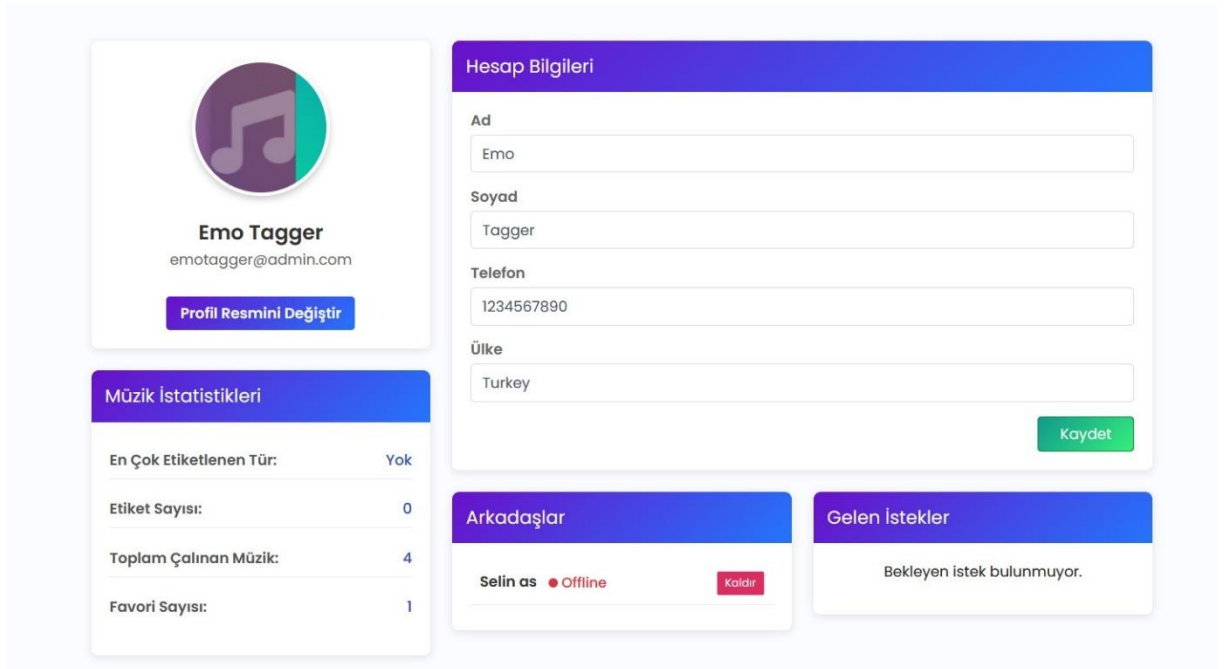 Emo Tagger
emotagger@admin.com
Profil Resmini Değiştir
Müzik İstatistikleri
En Çok Etiketlenen Tür: Yok
Etiket Sayısı: 0
Toplam Çalınan Müzik: 4
Favori Sayısı: 1
Hesap Bilgileri
Ad
Emo
Soyad
Tagger
Telefon
1234567890
Ülke
Turkey
Kaydet
Arkadaşlar
Selin as Offline Kaldır
Gelen İstekler
Bekleyen istek bulunmuyor.